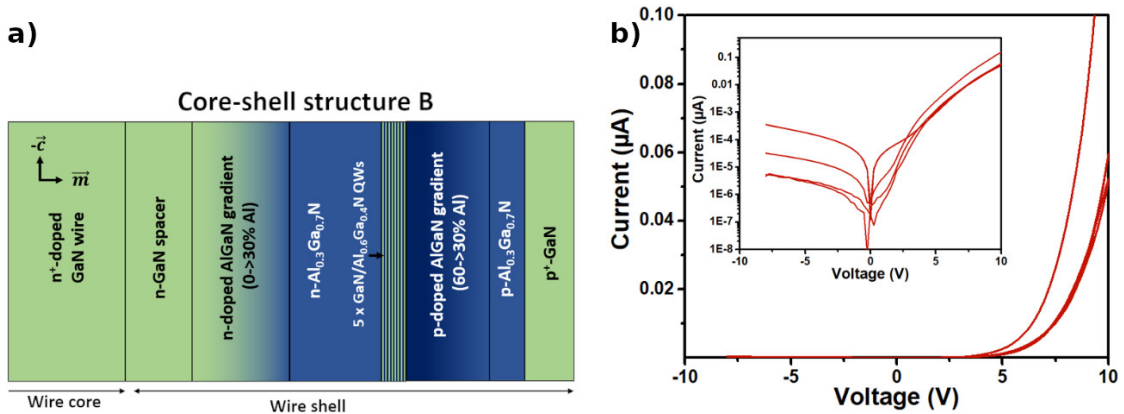 a)
Core-shell structure B
-c⃗
m⃗
n⁺-doped
GaN wire
n-GaN spacer
n-doped AlGaN gradient
(0->30% Al)
n-Al₀.₃Ga₀.₇N
5 x GaN/Al₀.₆Ga₀.₄N QWs
p-doped AlGaN gradient
(60->30% Al)
p-Al₀.₃Ga₀.₇N
p⁺-GaN
Wire core
Wire shell
b)
Current (µA)
0.10
0.08
0.06
0.04
0.02
-10
-5
0
5
10
Voltage (V)
Current (µA)
0.1
0.01
1E-3
1E-4
1E-5
1E-6
1E-7
1E-8
-10
-5
0
5
10
Voltage (V)